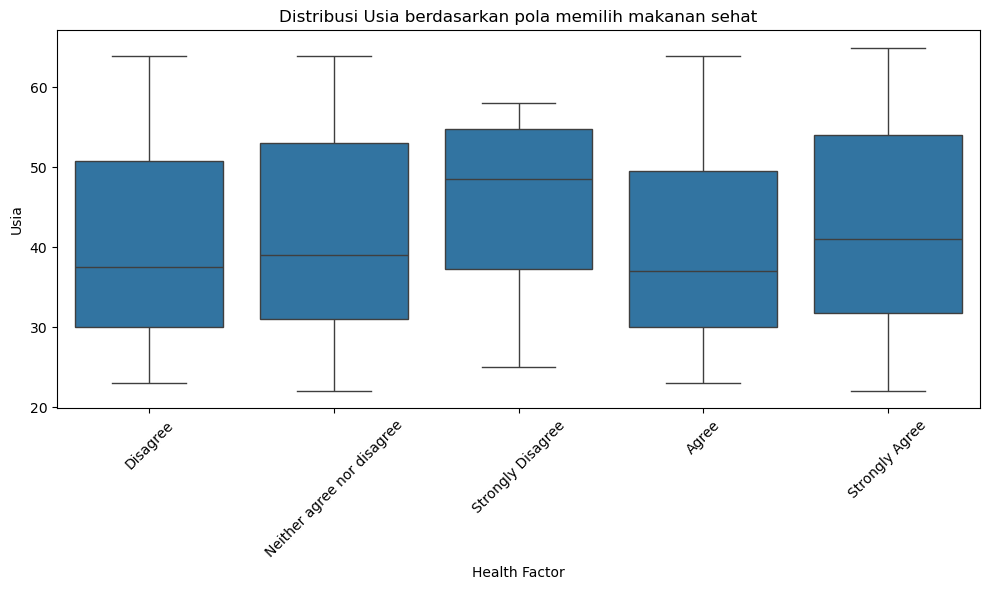 Distribusi Usia berdasarkan pola memilih makanan sehat
Usia
60
50
40
30
20
Disagree
Neither agree nor disagree
Strongly Disagree
Agree
Strongly Agree
Health Factor